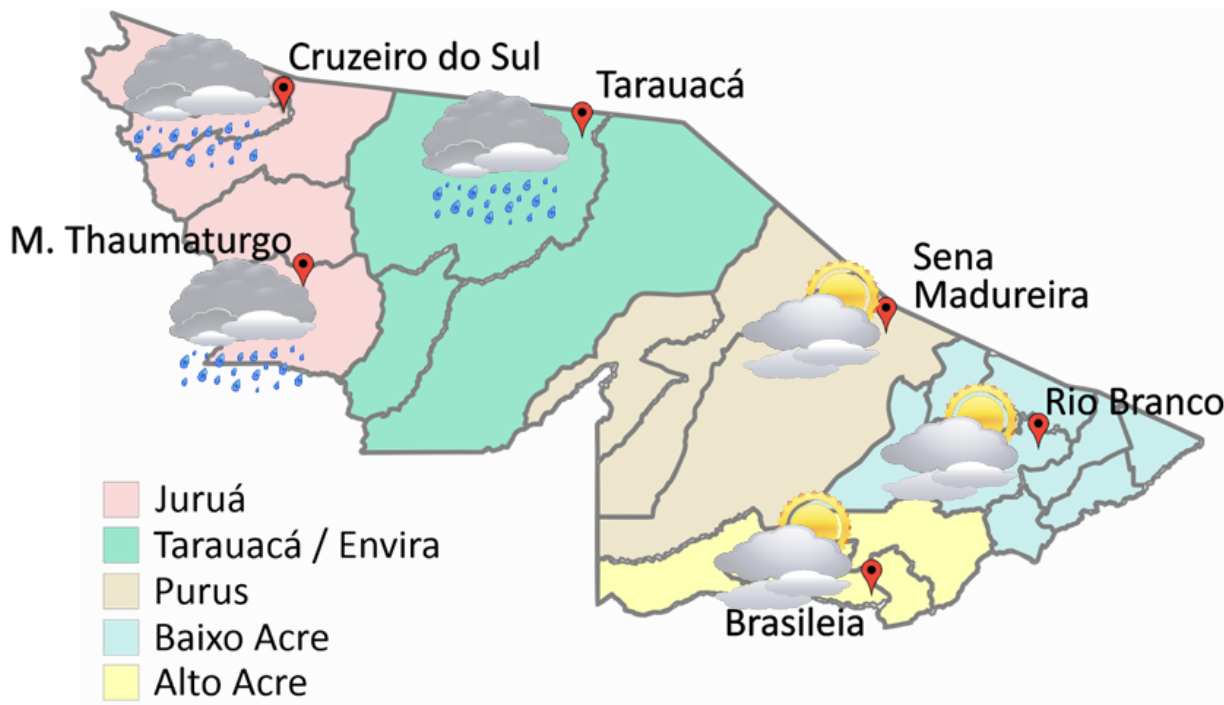 Cruzeiro do Sul
Tarauacá
M. Thaumaturgo
Sena
Madureira
Rio Branco
Brasileia
Juruá
Tarauacá / Envira
Purus
Baixo Acre
Alto Acre